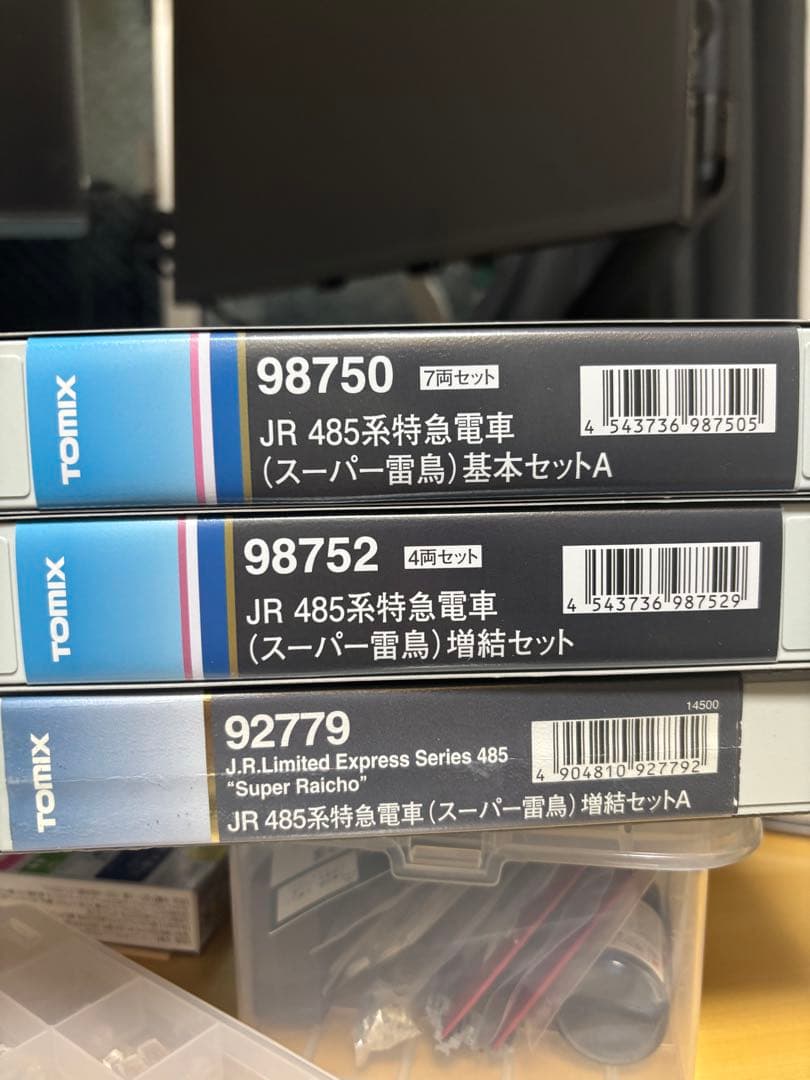 TOMIX
98750 7両セット
JR 485系特急電車
(スーパー雷鳥)基本セットA
4 543736 987505
TOMIX
98752 4両セット
JR 485系特急電車
(スーパー雷鳥)増結セット
4 543736 987529
TOMIX
92779
J.R.Limited Express Series 485
“Super Raicho”
JR 485系特急電車(スーパー雷鳥)増結セットA
14500
4 904810 927792